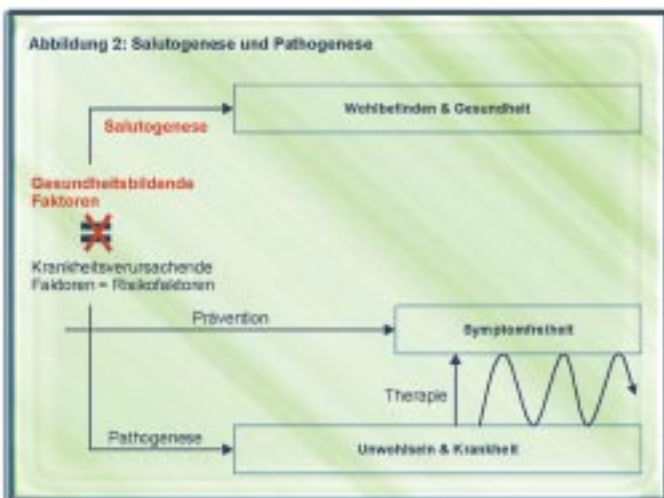 Abbildung 2: Salutogenese und Pathogenese
Wohlbefinden & Gesundheit
Salutogenese
Gesundheitsbildende
Faktoren
Krankheitsverursachende
Faktoren = Risikofaktoren
Prävention
Symptomfreiheit
Therapie
Pathogenese
Unwohlsein & Krankheit